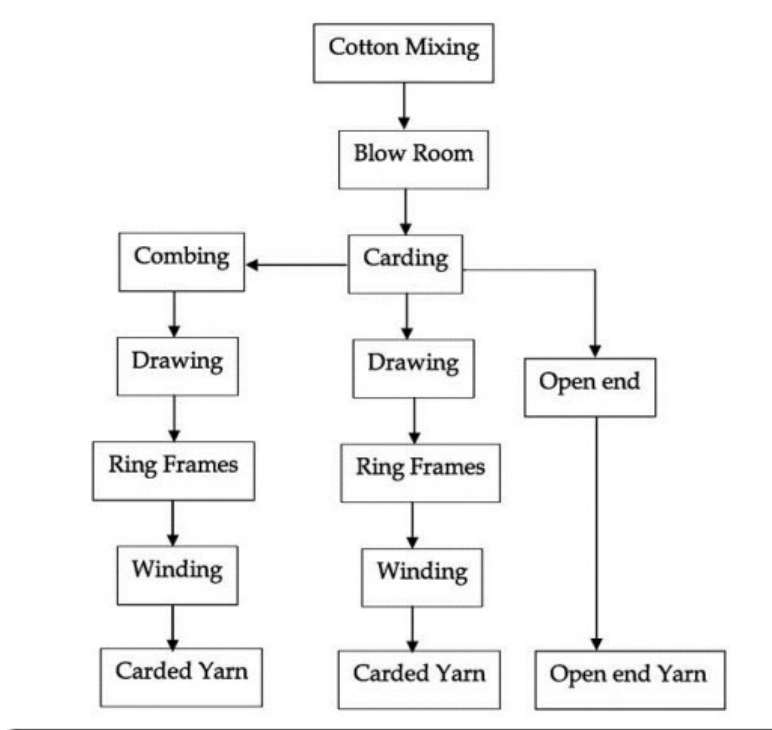 Cotton Mixing
Blow Room
Combing
Carding
Drawing
Drawing
Open end
Ring Frames
Ring Frames
Winding
Winding
Carded Yarn
Carded Yarn
Open end Yarn